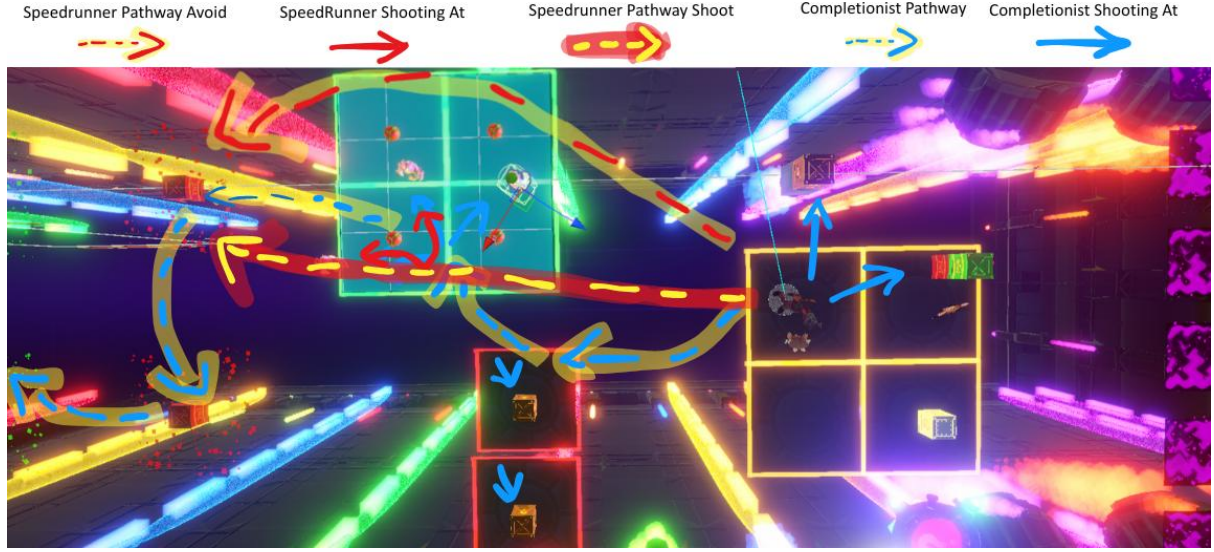 Speedrunner Pathway Avoid
SpeedRunner Shooting At
Speedrunner Pathway Shoot
Completionist Pathway
Completionist Shooting At